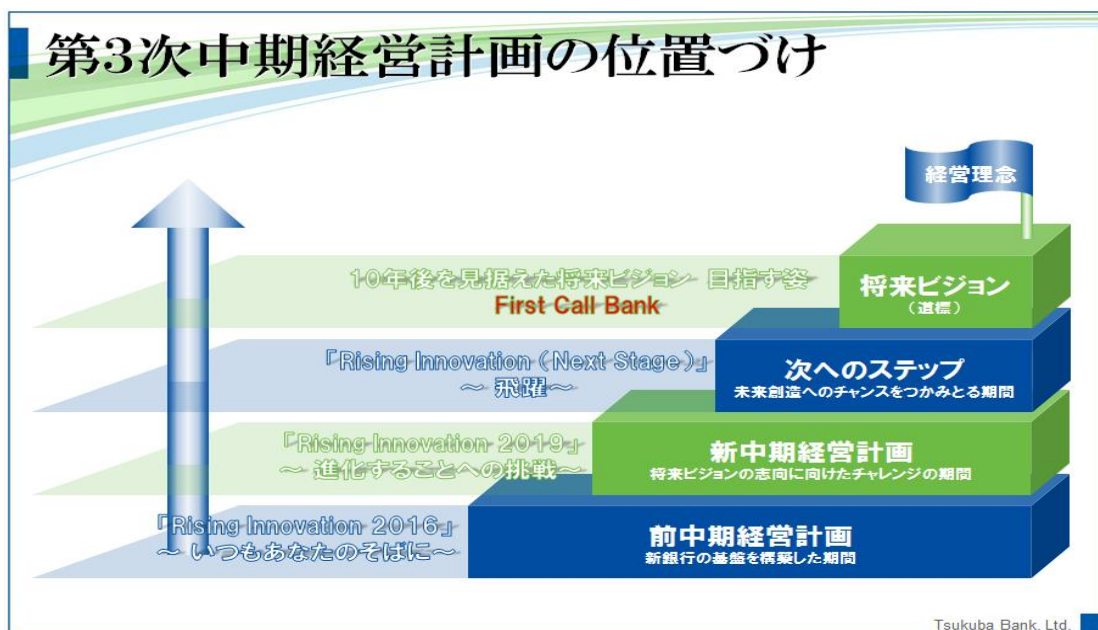 第3次中期経営計画の位置づけ
経営理念
10年後を見据えた将来ビジョン 目指す姿
First Call Bank
将来ビジョン
（道標）
『Rising Innovation（Next Stage）』
～ 飛躍～
次へのステップ
未来創造へのチャンスをつかみとる期間
『Rising Innovation 2019』
～ 進化することへの挑戦～
新中期経営計画
将来ビジョンの志向に向けたチャレンジの期間
『Rising Innovation 2016』
～ いつもあなたのそばに～
前中期経営計画
新銀行の基盤を構築した期間
Tsukuba Bank, Ltd.